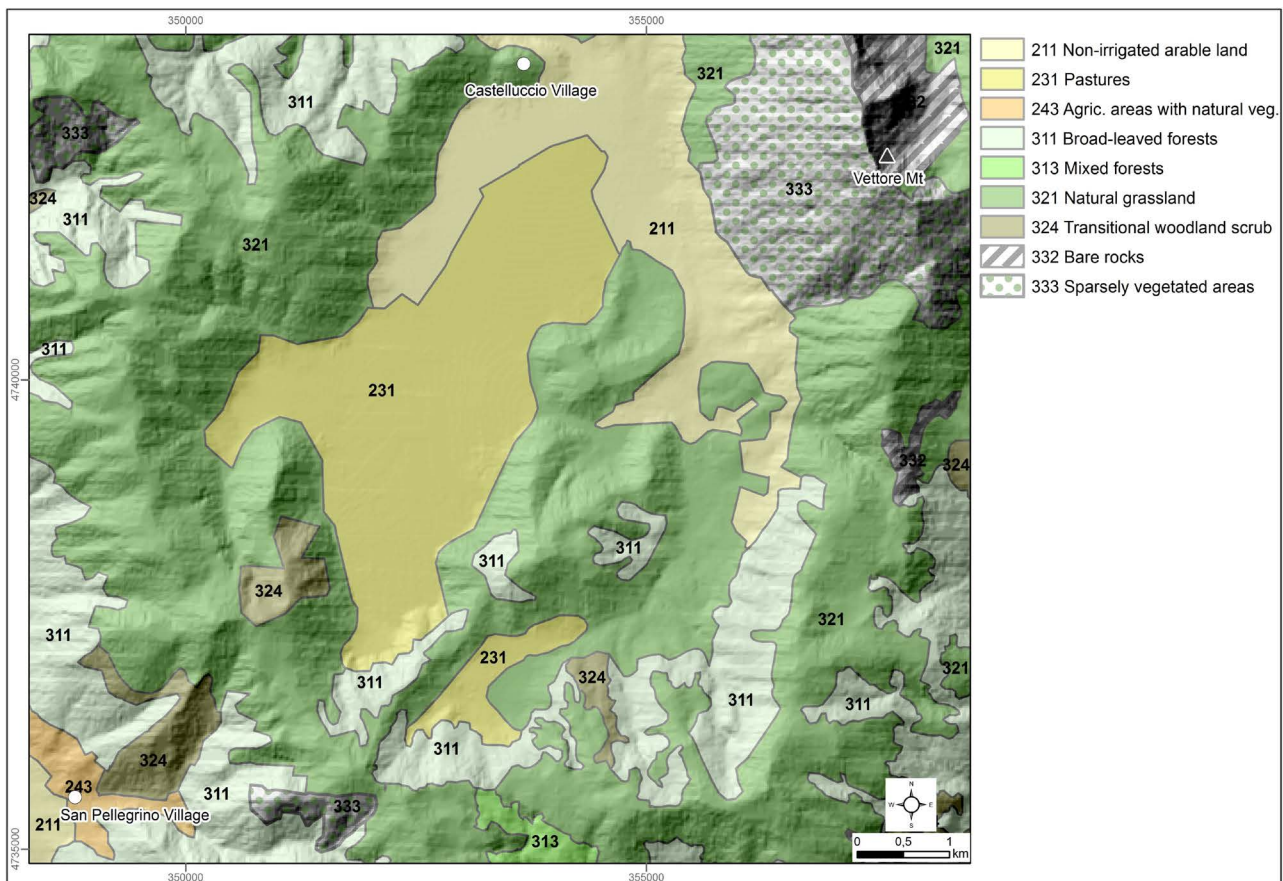 350000
355000
Castelluccio Village
321
321
311
333
332
333
Vettore Mt
324
311
321
211
311
4740000
231
332
324
311
311
324
311
321
231
321
324
311
311
311
311
324
243
San Pellegrino Village
311
333
211
313
N
W
E
S
0
0,5
1
km
4735000
350000
355000
211 Non-irrigated arable land
231 Pastures
243 Agric. areas with natural veg.
311 Broad-leaved forests
313 Mixed forests
321 Natural grassland
324 Transitional woodland scrub
332 Bare rocks
333 Sparsely vegetated areas